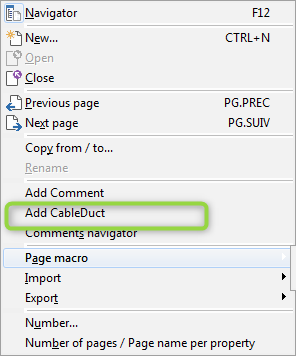 Navigator F12
New... CTRL+N
Open
Close
Previous page PG.PREC
Next page PG.SUIV
Copy from / to...
Rename
Add Comment
Add CableDuct
Comments navigator
Page macro
Import
Export
Number...
Number of pages / Page name per property